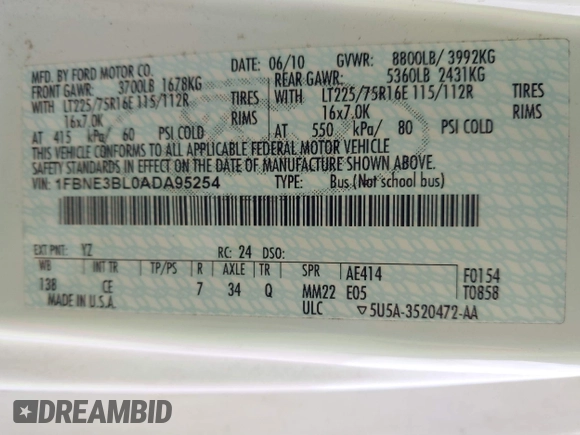 MFD. BY FORD MOTOR CO.
DATE: 06/10 GVWR: 8800LB/ 3992KG
FRONT GAWR: 3700LB 1678KG
REAR GAWR: 5360LB 2431KG
WITH LT225/75R16E 115/112R TIRES
WITH LT225/75R16E 115/112R TIRES
16x7.0K RIMS
16x7.0K RIMS
AT 415 kPa/ 60 PSI COLD
AT 550 kPa/ 80 PSI COLD
THIS VEHICLE CONFORMS TO ALL APPLICABLE FEDERAL MOTOR VEHICLE
SAFETY STANDARDS IN EFFECT ON THE DATE OF MANUFACTURE SHOWN ABOVE.
VIN: 1FBNE3BL0ADA95254 TYPE: Bus (Not school bus)
EXT PNT: YZ RC: 24 DSO:
WB INT TR TP/PS R AXLE TR SPR AE414 F0154
138 CE 7 34 Q MM22 E05 T0858
MADE IN U.S.A. ULC ▽5U5A-3520472-AA
DREAMBID